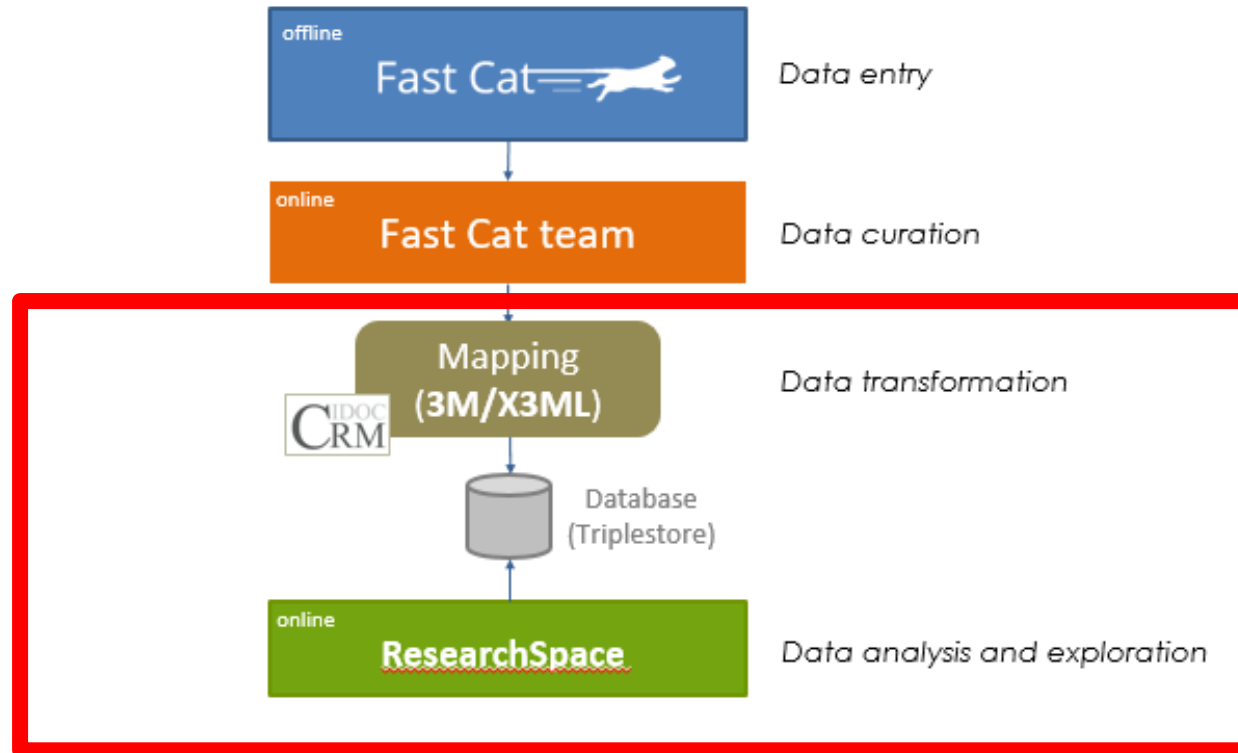 offline
Fast Cat
Data entry
online
Fast Cat team
Data curation
Mapping
(3M/X3ML)
CIDOC
CRM
Data transformation
Database
(Triplestore)
online
ResearchSpace
Data analysis and exploration